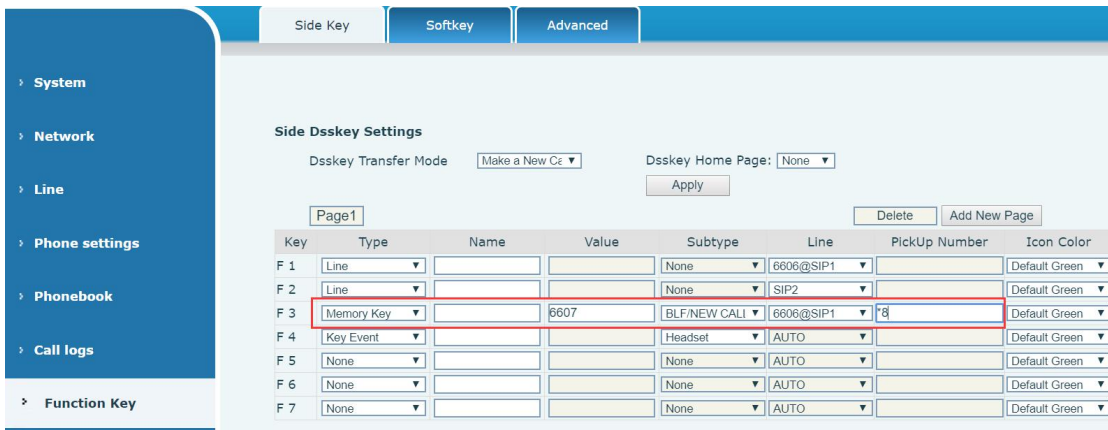 Side Key Softkey Advanced
System
Network
Line
Phone settings
Phonebook
Call logs
Function Key
Side Dsskey Settings
Dsskey Transfer Mode Make a New Ca Dsskey Home Page: None
Apply
Page1 Delete Add New Page
Key Type Name Value Subtype Line PickUp Number Icon Color
F 1 Line None 6606@SIP1 Default Green
F 2 Line None SIP2 Default Green
F 3 Memory Key 6607 BLF/NEW CALL 6606@SIP1 *8 Default Green
F 4 Key Event Headset AUTO Default Green
F 5 None None AUTO Default Green
F 6 None None AUTO Default Green
F 7 None None AUTO Default Green